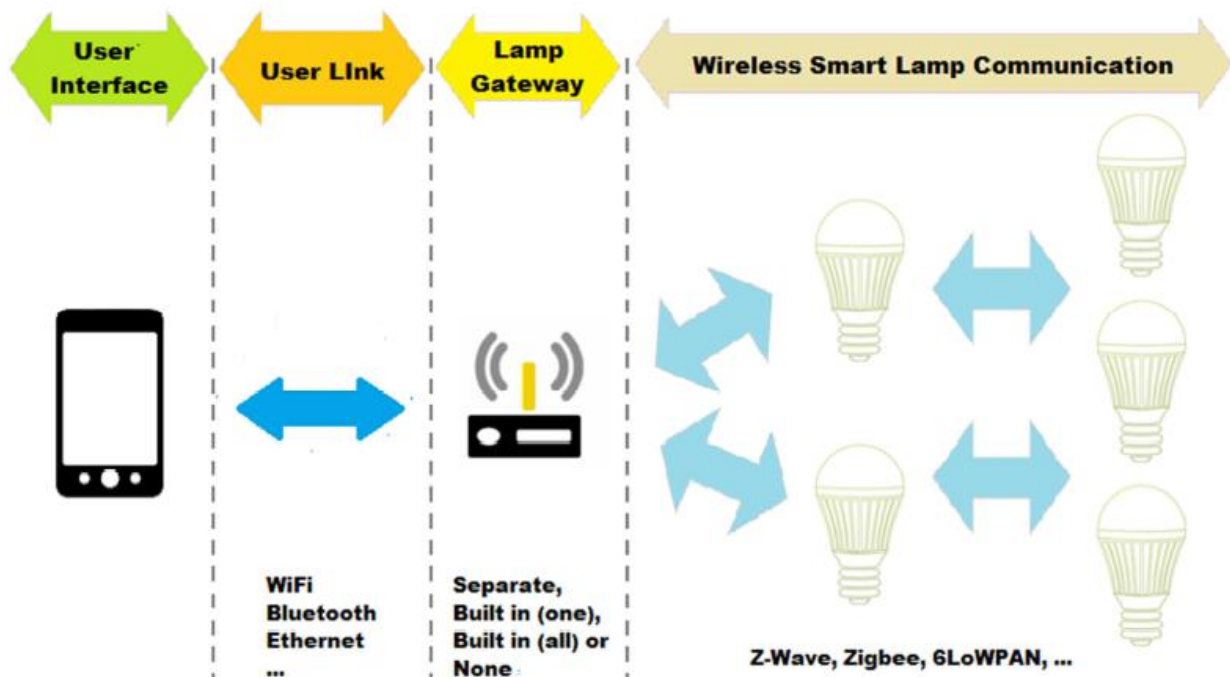 User
Interface
User LInk
Lamp
Gateway
Wireless Smart Lamp Communication
WiFi
Bluetooth
Ethernet
...
Separate,
Built in (one),
Built in (all) or
None
Z-Wave, Zigbee, 6LoWPAN, ...